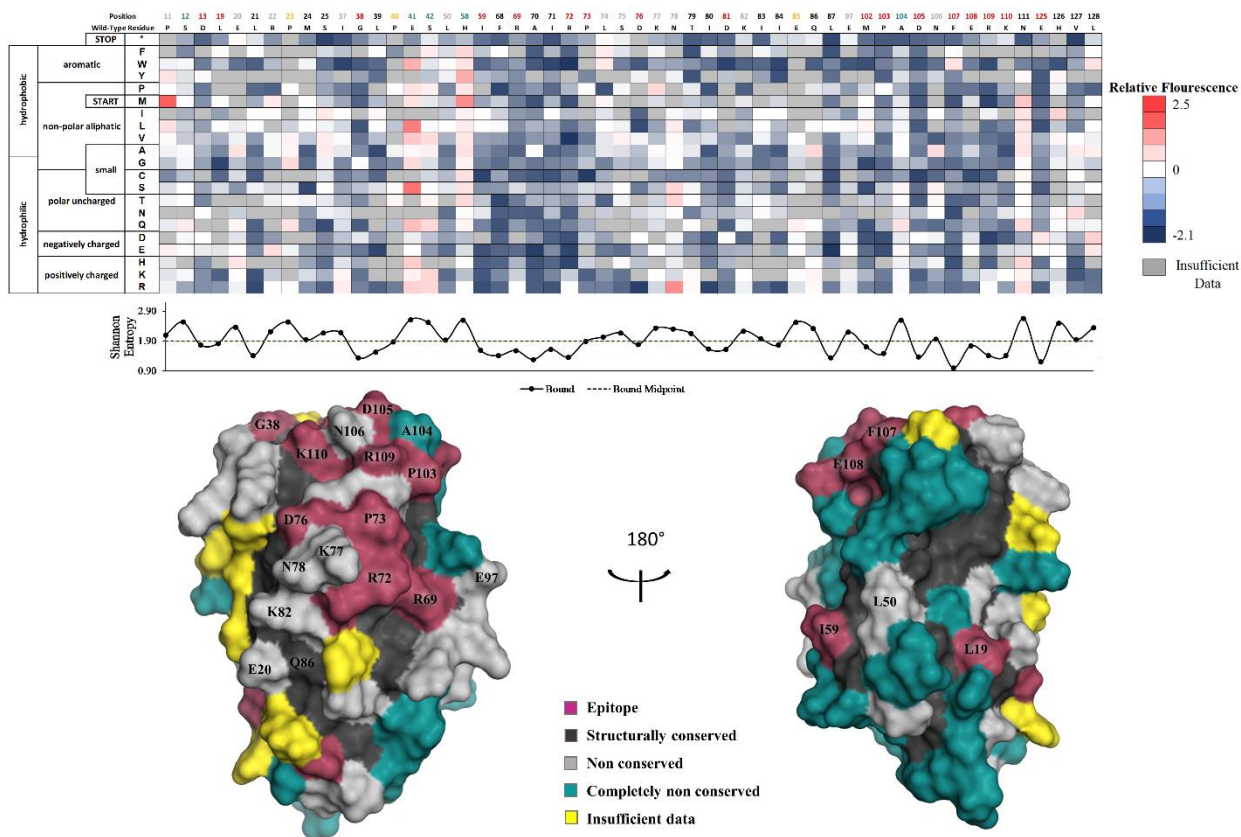 Position 11 12 13 19 20 21 22 23 24 25 37 38 39 40 41 42 50 58 59 68 69 70 71 72 73 74 75 76 77 78 79 80 81 82 83 84 85 86 87 97 102 103 104 105 106 107 108 109 110 111 125 126 127 128
Wild-Type Residue P S D L E L R P M S I G L P S L H I F R A R P L S D K N T I D K I I E Q L E M P A D N F E R K N E H V L
STOP *
hydrophobic
aromatic
F
W
Y
P
START M
I
non-polar aliphatic L
V
A
small G
hydrophilic
C
S
polar uncharged T
N
Q
negatively charged D
E
H
positively charged K
R
Relative Flourescence
2.5
0
-2.1
Insufficient
Data
Shannon
Entropy
2.90
1.90
0.90
Bound
Bound Midpoint
G38
D105
N106
A104
K110
R109
P103
D76
P73
K77
N78
R72
E97
R69
K82
E20
Q86
180°
F107
E108
L50
I59
L19
Epitope
Structurally conserved
Non conserved
Completely non conserved
Insufficient data